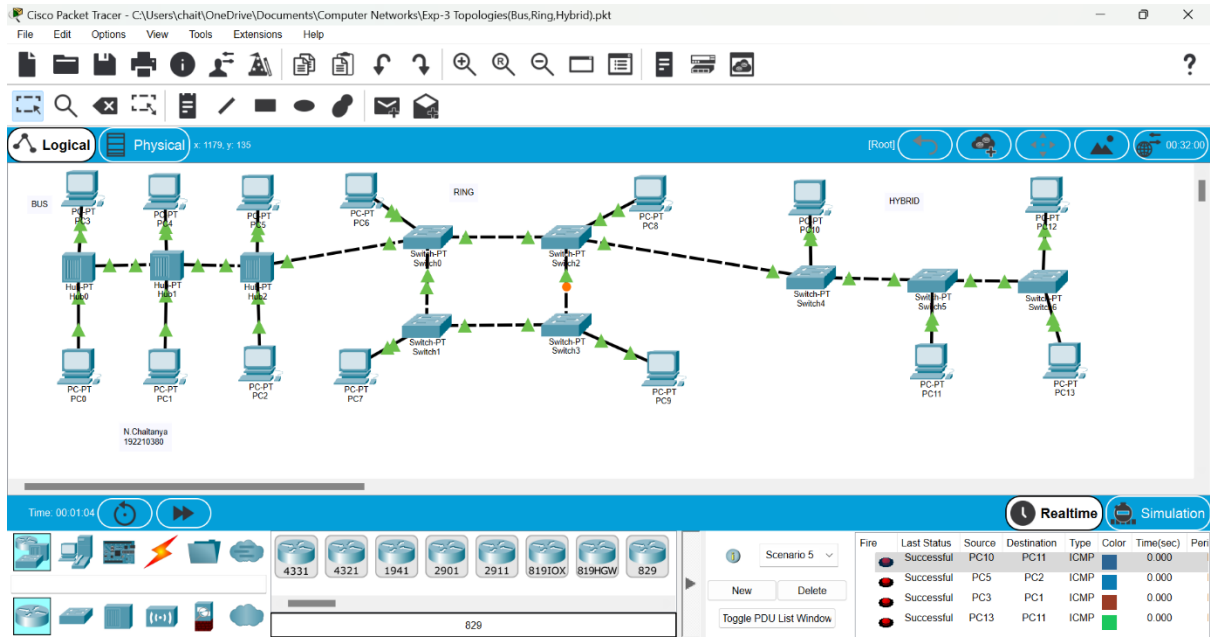 Cisco Packet Tracer - C:\Users\chait\OneDrive\Documents\Computer Networks\Exp-3 Topologies(Bus,Ring,Hybrid).pkt
File Edit Options View Tools Extensions Help
Logical Physical x: 1179, y: 135 [Root] 00:32:00
BUS
RING
HYBRID
PC-PT
PC3
PC-PT
PC4
PC-PT
PC5
PC-PT
PC6
PC-PT
PC8
PC-PT
PC10
PC-PT
PC12
Hub-PT
Hub0
Hub-PT
Hub1
Hub-PT
Hub2
Switch-PT
Switch0
Switch-PT
Switch2
Switch-PT
Switch4
Switch-PT
Switch5
Switch-PT
Switch6
Switch-PT
Switch1
Switch-PT
Switch3
PC-PT
PC0
PC-PT
PC1
PC-PT
PC2
PC-PT
PC7
PC-PT
PC9
PC-PT
PC11
PC-PT
PC13
N.Chaitanya
192210380
Time: 00:01:04
Realtime Simulation
4331 4321 1941 2901 2911 819IOX 819HGW 829
829
Scenario 5
New Delete
Toggle PDU List Window
Fire Last Status Source Destination Type Color Time(sec) Peri
Successful PC10 PC11 ICMP 0.000
Successful PC5 PC2 ICMP 0.000
Successful PC3 PC1 ICMP 0.000
Successful PC13 PC11 ICMP 0.000